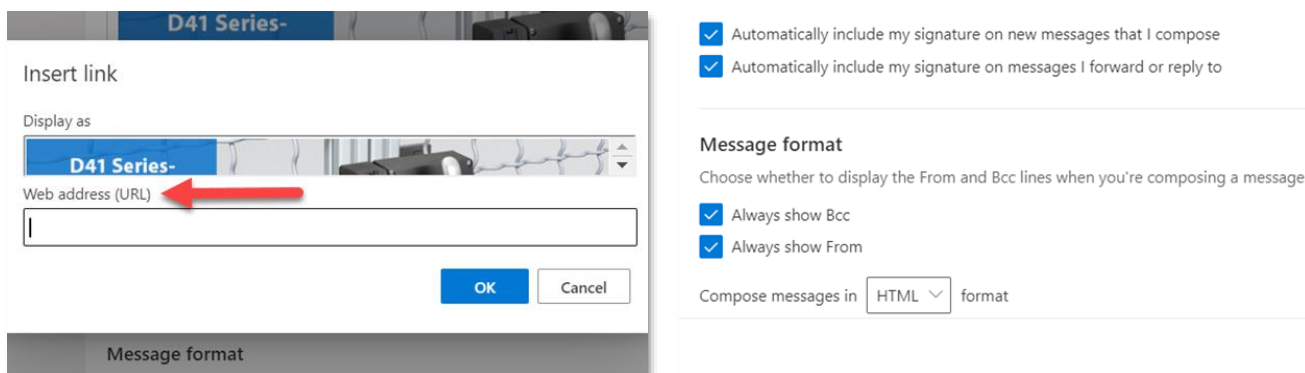 D41 Series-
Insert link
Display as
D41 Series-
Web address (URL)
OK
Cancel
Message format
Automatically include my signature on new messages that I compose
Automatically include my signature on messages I forward or reply to
Message format
Choose whether to display the From and Bcc lines when you're composing a message
Always show Bcc
Always show From
Compose messages in HTML format